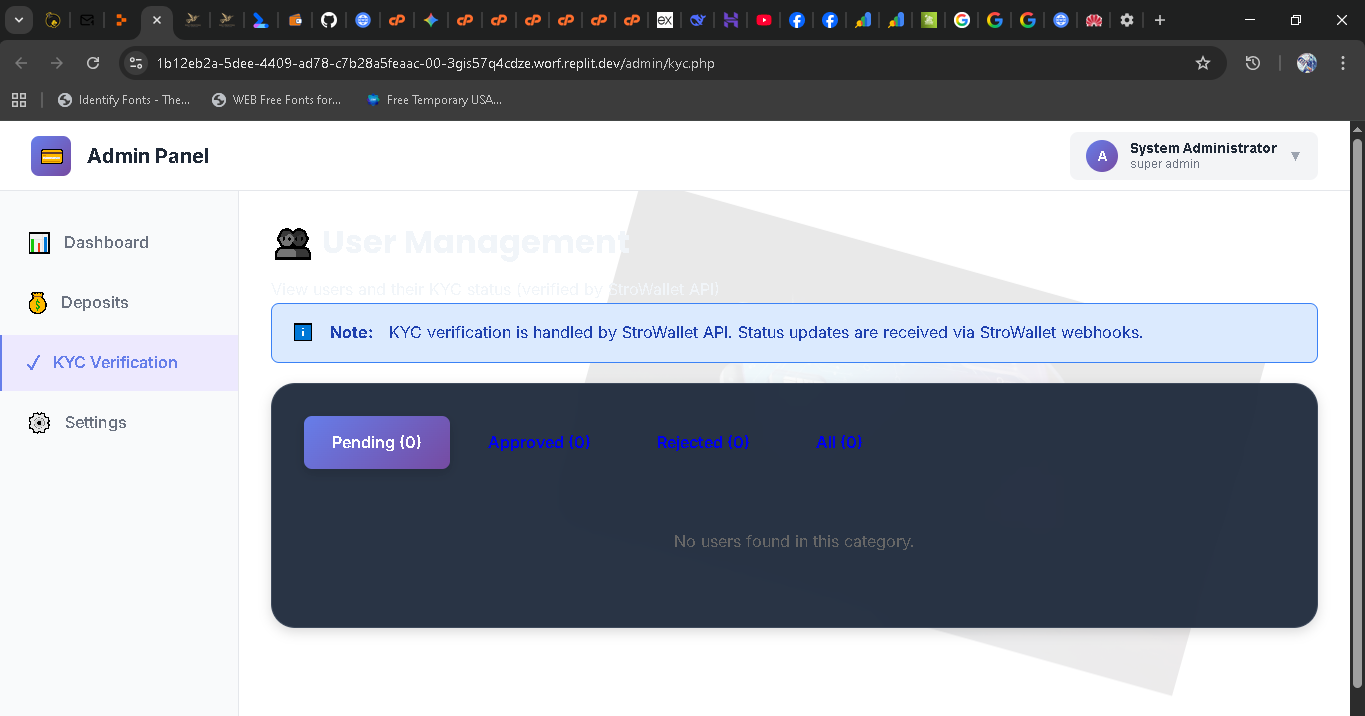 1b12eb2a-5dee-4409-ad78-c7b28a5feaac-00-3gis57q4cdze.worf.replit.dev/admin/kyc.php
Identify Fonts - The...
WEB Free Fonts for...
Free Temporary USA...
Admin Panel
A
System Administrator
super admin
Dashboard
Deposits
KYC Verification
Settings
User Management
View users and their KYC status (verified by StroWallet API)
Note: KYC verification is handled by StroWallet API. Status updates are received via StroWallet webhooks.
Pending (0)
Approved (0)
Rejected (0)
All (0)
No users found in this category.